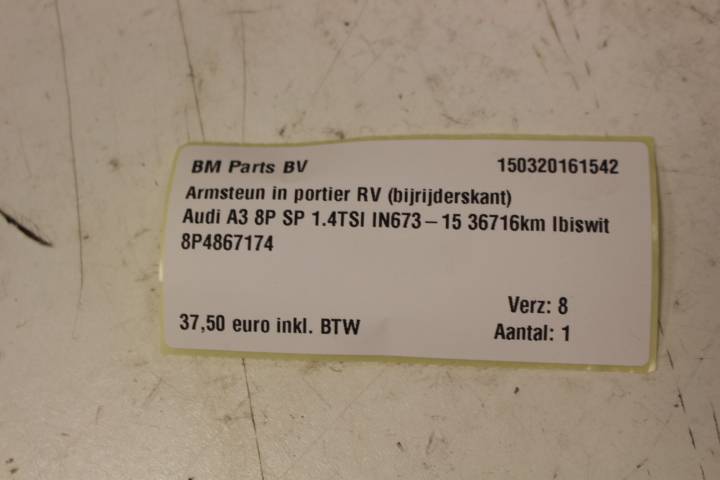 BM Parts BV 150320161542
Armsteun in portier RV (bijrijderskant)
Audi A3 8P SP 1.4TSI IN673-15 36716km Ibiswit
8P4867174
Verz: 8
37,50 euro inkl. BTW Aantal: 1